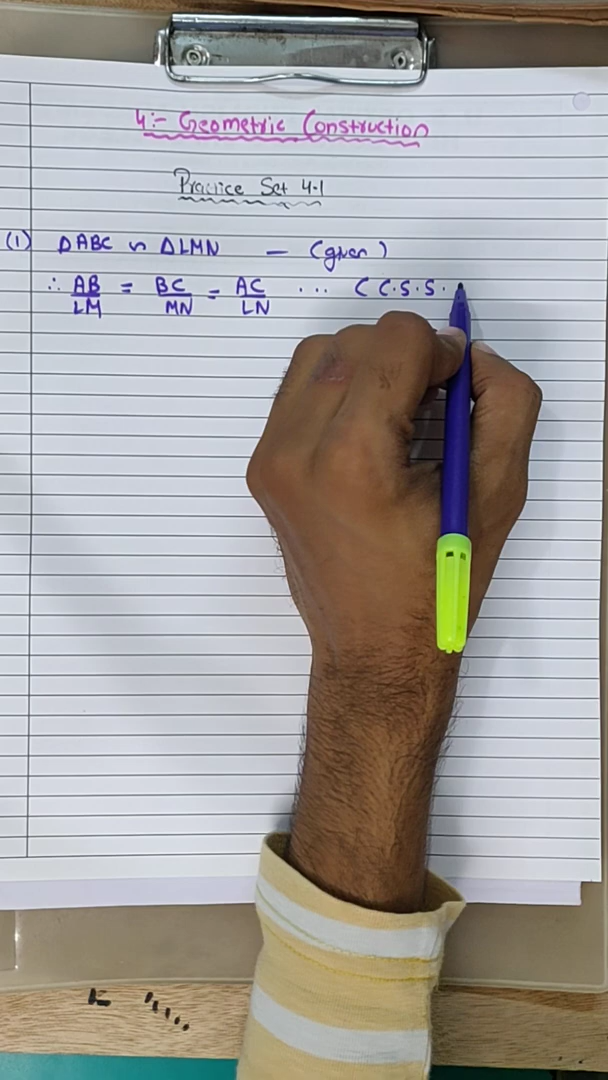 4:- Geometric Construction
Practice Set 4.1
(1) ΔABC ~ ΔLMN — (given)
∴ AB/LM = BC/MN = AC/LN ... (C.S.S.